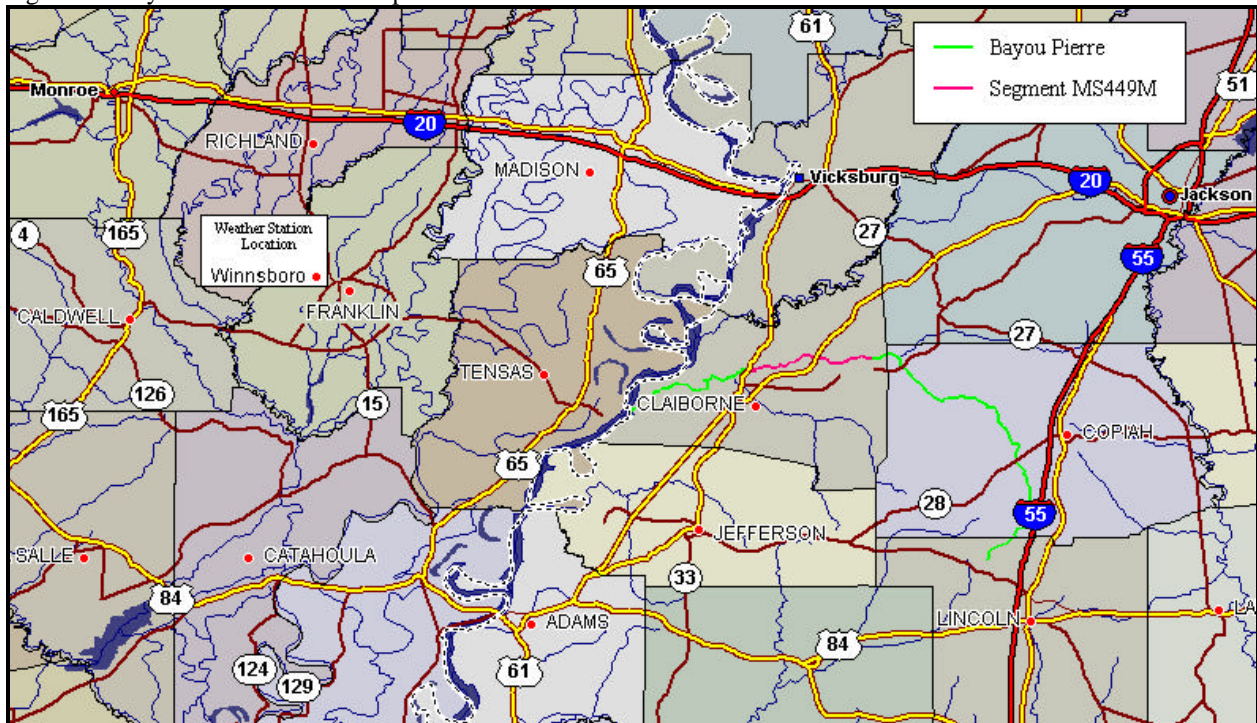 61
Bayou Pierre
Segment MS449M
51
Monroe
20
RICHLAND
MADISON
Vicksburg
20
Jackson
4
165
Weather Station
Location
Winnsboro
27
65
55
CALDWELL
FRANKLIN
27
TENSAS
126
15
CLAIBORNE
165
COPIAH
65
28
55
SALLE
CATAHOULA
JEFFERSON
33
84
ADAMS
LINCOLN
LA
84
124
129
61